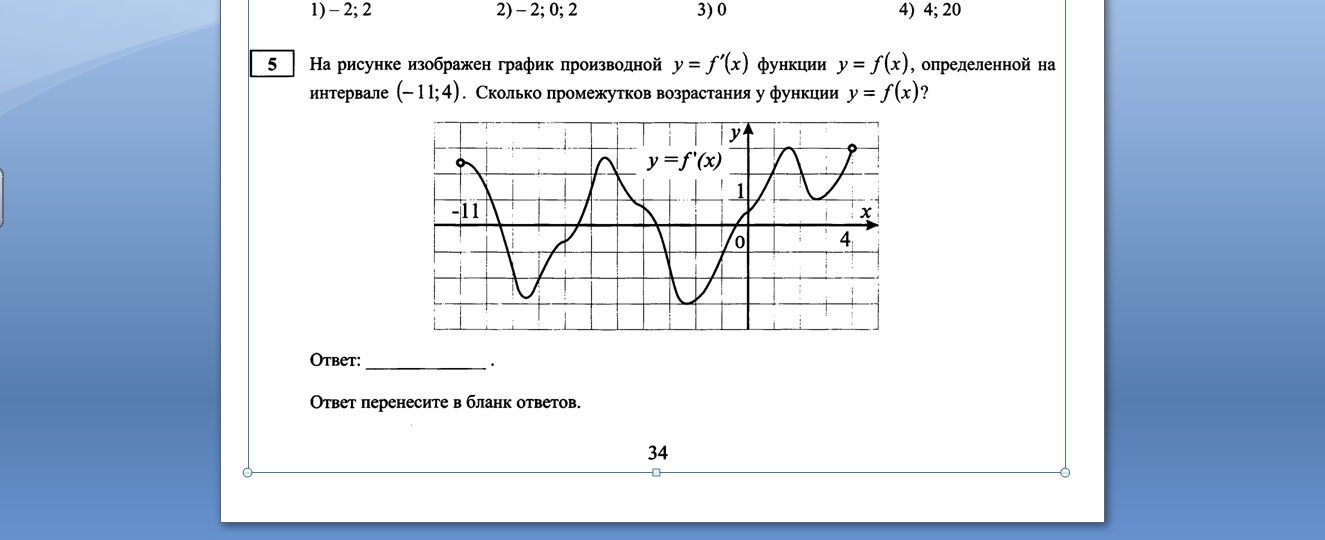 1) – 2; 2 2) – 2; 0; 2 3) 0 4) 4; 20
5 На рисунке изображен график производной y = f′(x) функции y = f(x), определенной на
интервале (– 11; 4). Сколько промежутков возрастания у функции y = f(x)?
y
y = f'(x)
1
-11
x
0
4
Ответ: ____________ .
Ответ перенесите в бланк ответов.
34